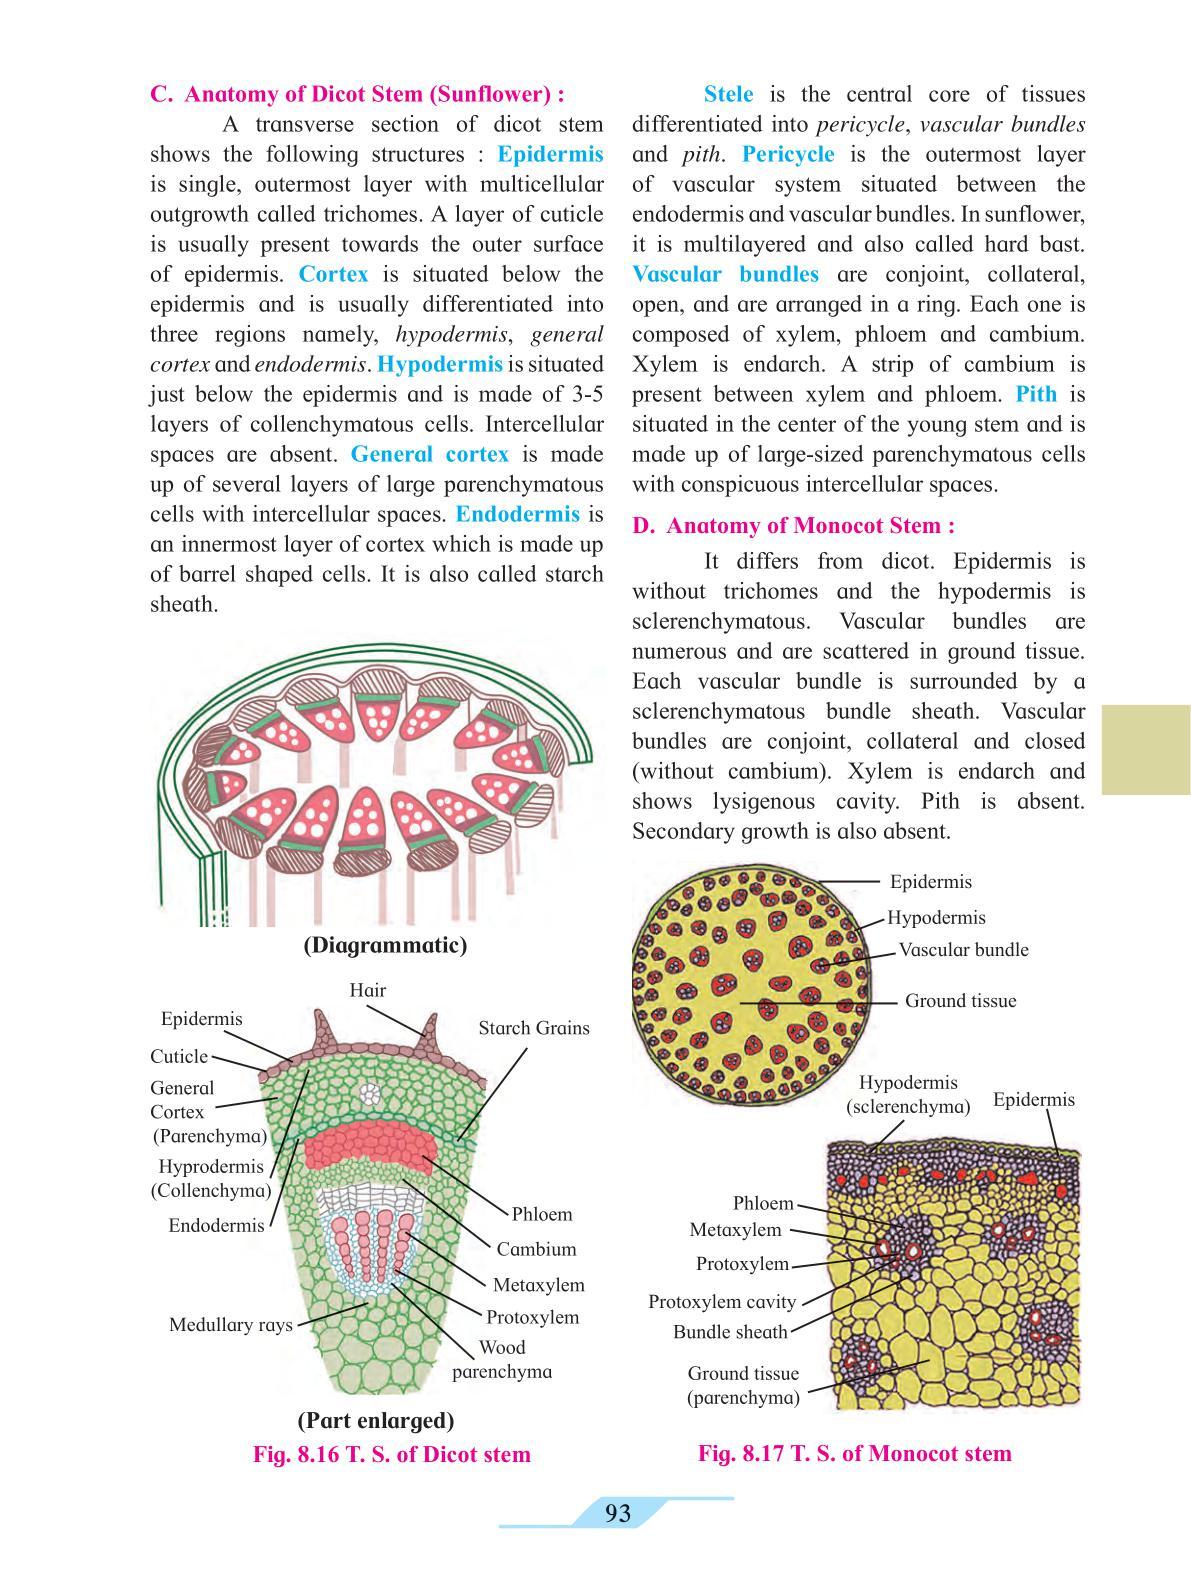 C. Anatomy of Dicot Stem (Sunflower) :
A transverse section of dicot stem
shows the following structures : Epidermis
is single, outermost layer with multicellular
outgrowth called trichomes. A layer of cuticle
is usually present towards the outer surface
of epidermis. Cortex is situated below the
epidermis and is usually differentiated into
three regions namely, hypodermis, general
cortex and endodermis. Hypodermis is situated
just below the epidermis and is made of 3-5
layers of collenchymatous cells. Intercellular
spaces are absent. General cortex is made
up of several layers of large parenchymatous
cells with intercellular spaces. Endodermis is
an innermost layer of cortex which is made up
of barrel shaped cells. It is also called starch
sheath.
(Diagrammatic)
Hair
Epidermis
Starch Grains
Cuticle
General
Cortex
(Parenchyma)
Hyprodermis
(Collenchyma)
Endodermis
Phloem
Cambium
Metaxylem
Protoxylem
Medullary rays
Wood
parenchyma
(Part enlarged)
Fig. 8.16 T. S. of Dicot stem
Stele is the central core of tissues
differentiated into pericycle, vascular bundles
and pith. Pericycle is the outermost layer
of vascular system situated between the
endodermis and vascular bundles. In sunflower,
it is multilayered and also called hard bast.
Vascular bundles are conjoint, collateral,
open, and are arranged in a ring. Each one is
composed of xylem, phloem and cambium.
Xylem is endarch. A strip of cambium is
present between xylem and phloem. Pith is
situated in the center of the young stem and is
made up of large-sized parenchymatous cells
with conspicuous intercellular spaces.
D. Anatomy of Monocot Stem :
It differs from dicot. Epidermis is
without trichomes and the hypodermis is
sclerenchymatous. Vascular bundles are
numerous and are scattered in ground tissue.
Each vascular bundle is surrounded by a
sclerenchymatous bundle sheath. Vascular
bundles are conjoint, collateral and closed
(without cambium). Xylem is endarch and
shows lysigenous cavity. Pith is absent.
Secondary growth is also absent.
Epidermis
Hypodermis
Vascular bundle
Ground tissue
Hypodermis
(sclerenchyma)
Epidermis
Phloem
Metaxylem
Protoxylem
Protoxylem cavity
Bundle sheath
Ground tissue
(parenchyma)
Fig. 8.17 T. S. of Monocot stem
93